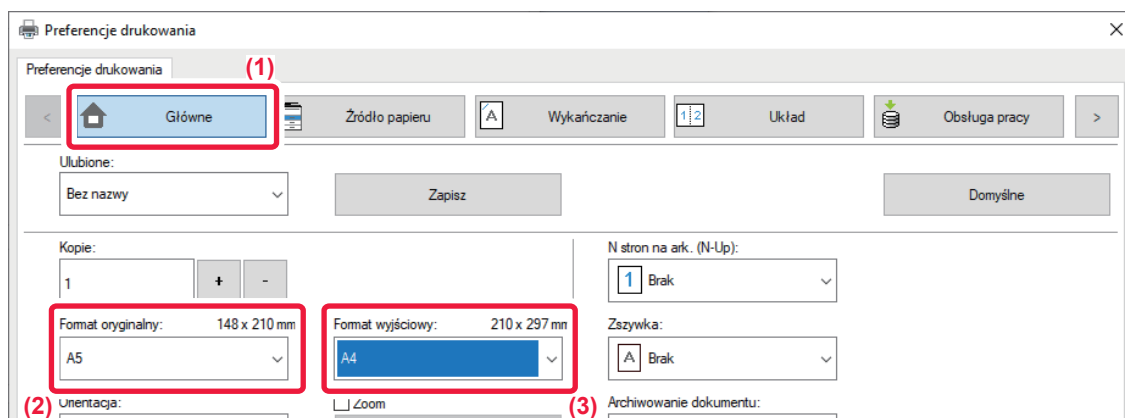 Preferencje drukowania
Preferencje drukowania
(1)
< Główne Źródło papieru A Wykańczanie 1 2 Układ Obsługa pracy >
Ulubione:
Bez nazwy Zapisz Domyślne
Kopie: N stron na ark. (N-Up):
1 + - 1 Brak
Format oryginalny: 148 x 210 mm Format wyjściowy: 210 x 297 mm Zszywka:
A5 A4 A Brak
(2) Orientacja: Zoom (3) Archiwowanie dokumentu: